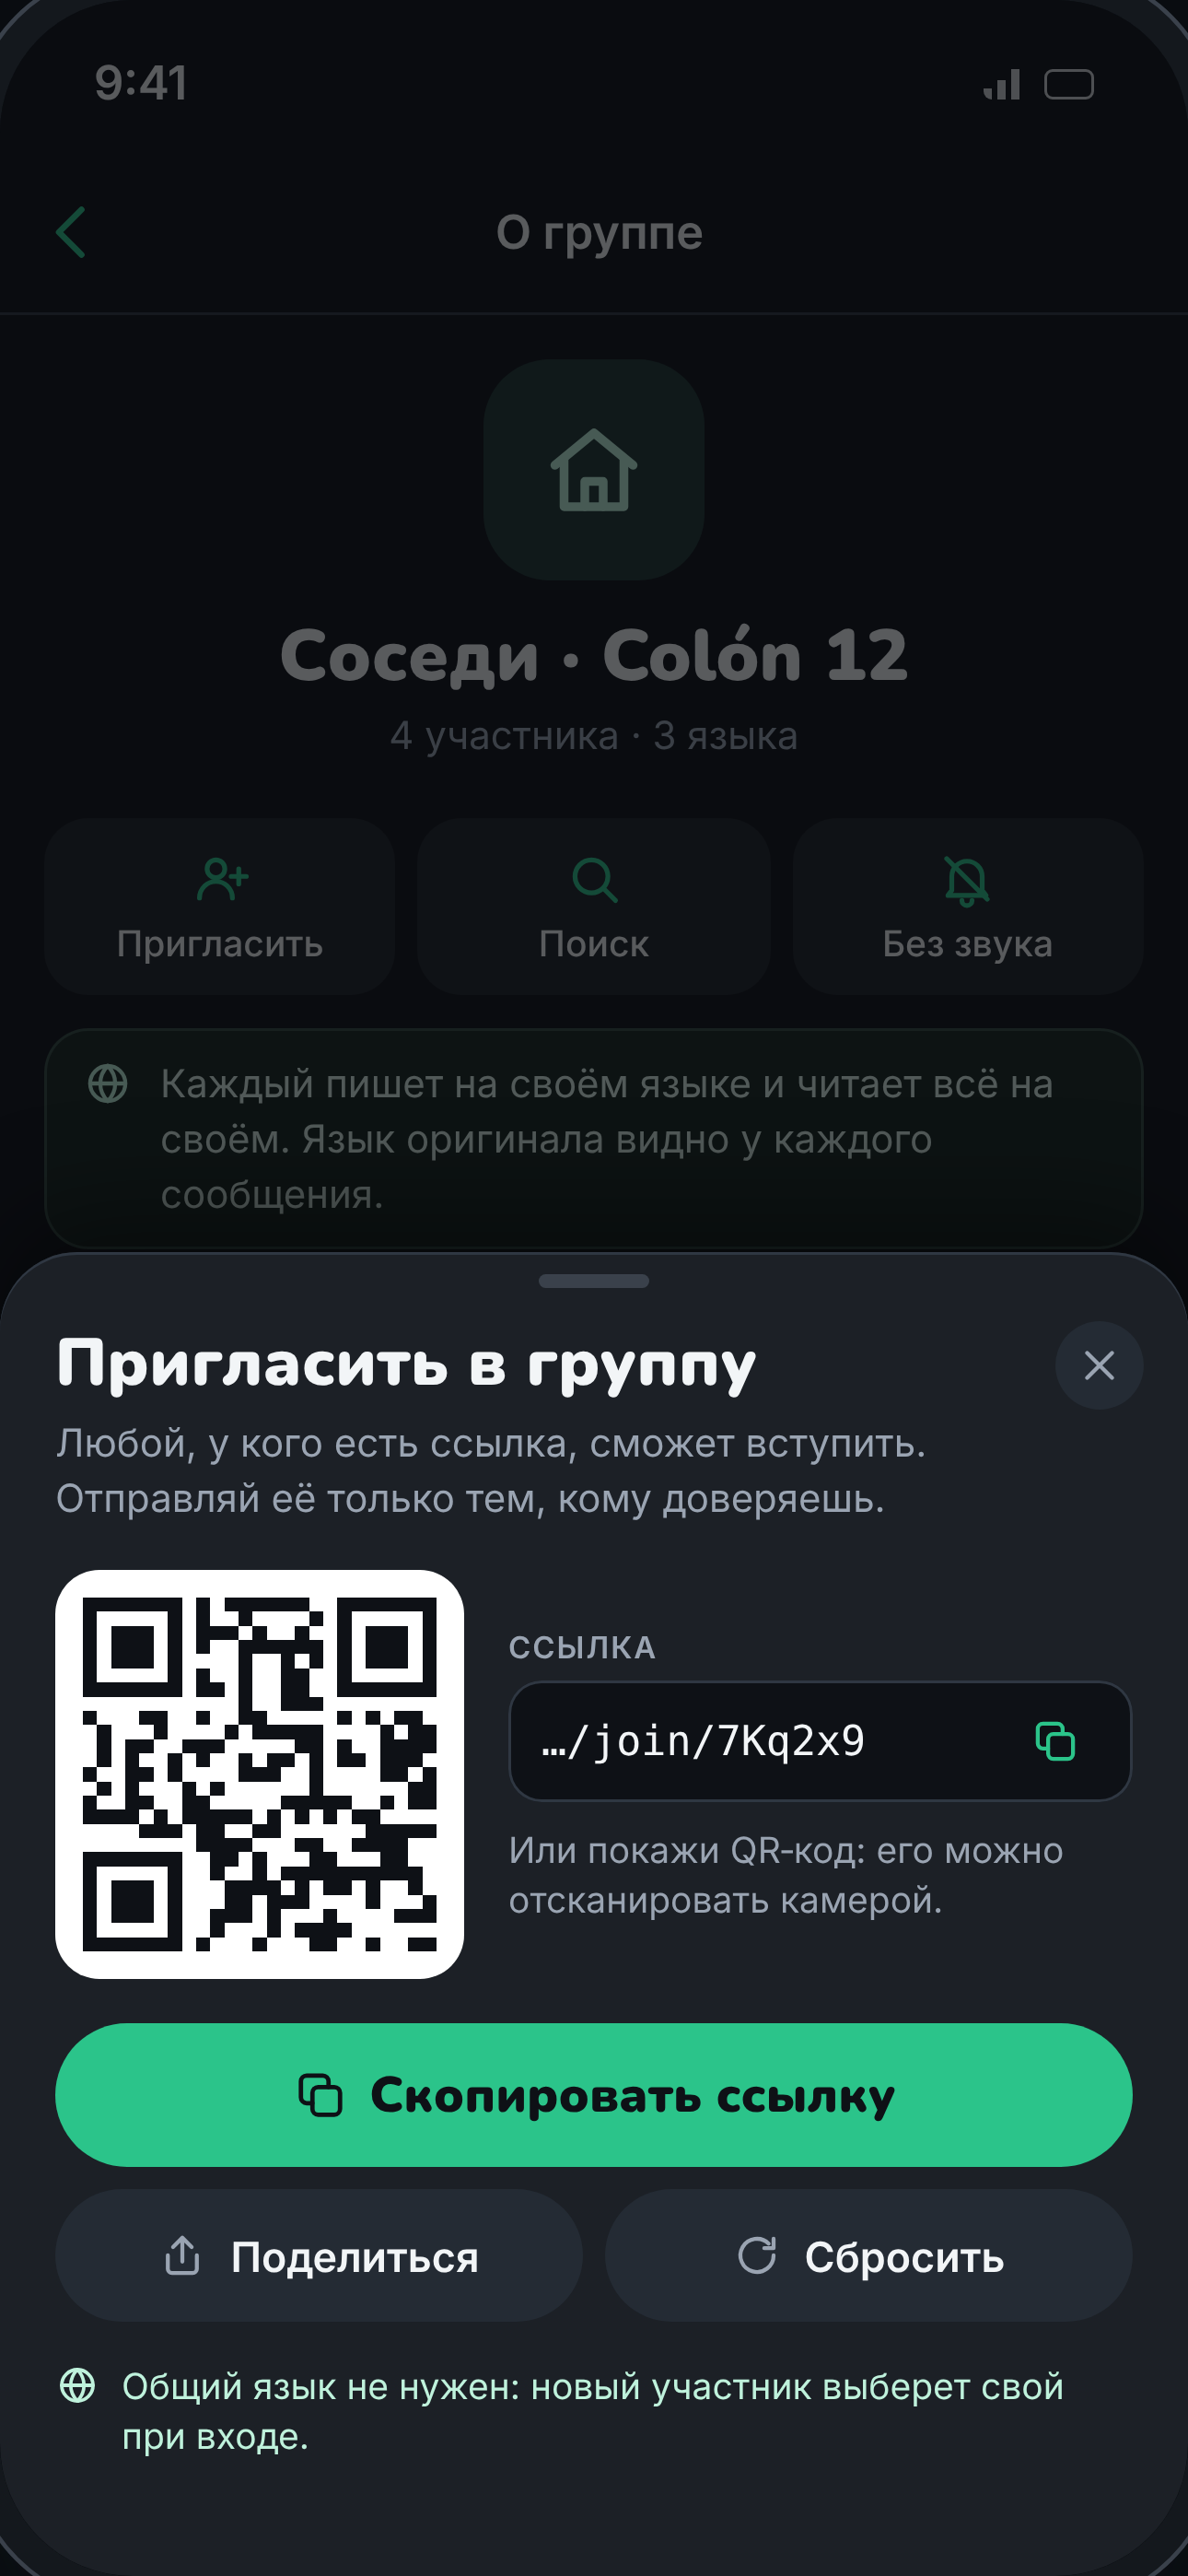 9:41
О группе
Соседи · Colón 12
4 участника · 3 языка
Пригласить
Поиск
Без звука
Каждый пишет на своём языке и читает всё на
своём. Язык оригинала видно у каждого
сообщения.
Пригласить в группу
Любой, у кого есть ссылка, сможет вступить.
Отправляй её только тем, кому доверяешь.
ССЫЛКА
…/join/7Kq2x9
Или покажи QR-код: его можно
отсканировать камерой.
Скопировать ссылку
Поделиться
Сбросить
Общий язык не нужен: новый участник выберет свой
при входе.